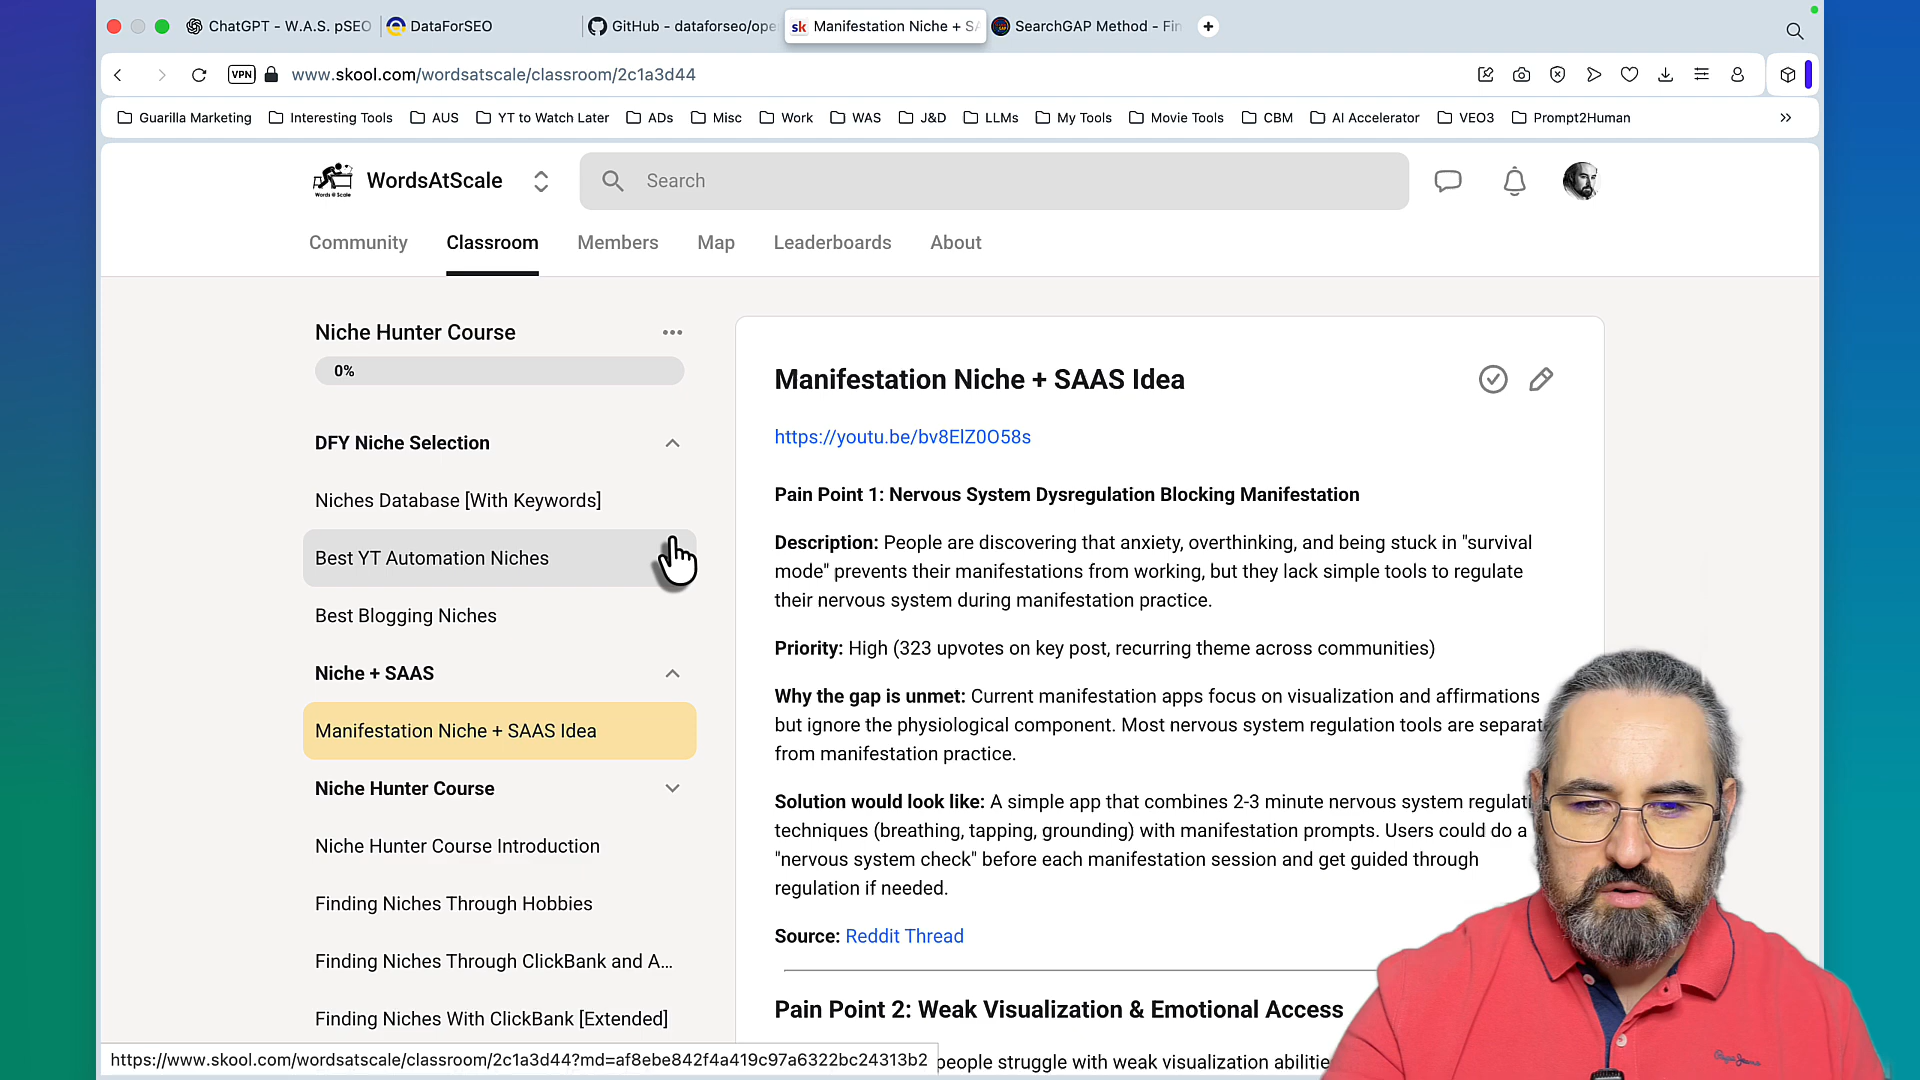 ChatGPT - W.A.S. pSEO
DataForSEO
GitHub - dataforseo/ope
sk Manifestation Niche + SA
SearchGAP Method - Fin
VPN www.skool.com/wordsatscale/classroom/2c1a3d44
Guarilla Marketing Interesting Tools AUS YT to Watch Later ADs Misc Work WAS J&D LLMs My Tools Movie Tools CBM AI Accelerator VEO3 Prompt2Human
Words @ Scale
WordsAtScale
Search
Community Classroom Members Map Leaderboards About
Niche Hunter Course
0%
DFY Niche Selection
Niches Database [With Keywords]
Best YT Automation Niches
Best Blogging Niches
Niche + SAAS
Manifestation Niche + SAAS Idea
Niche Hunter Course
Niche Hunter Course Introduction
Finding Niches Through Hobbies
Finding Niches Through ClickBank and A...
Finding Niches With ClickBank [Extended]
Manifestation Niche + SAAS Idea
https://youtu.be/bv8ElZ0O58s
Pain Point 1: Nervous System Dysregulation Blocking Manifestation
Description: People are discovering that anxiety, overthinking, and being stuck in "survival
mode" prevents their manifestations from working, but they lack simple tools to regulate
their nervous system during manifestation practice.
Priority: High (323 upvotes on key post, recurring theme across communities)
Why the gap is unmet: Current manifestation apps focus on visualization and affirmations
but ignore the physiological component. Most nervous system regulation tools are separat
from manifestation practice.
Solution would look like: A simple app that combines 2-3 minute nervous system regulati
techniques (breathing, tapping, grounding) with manifestation prompts. Users could do a
"nervous system check" before each manifestation session and get guided through
regulation if needed.
Source: Reddit Thread
Pain Point 2: Weak Visualization & Emotional Access
people struggle with weak visualization abilitie
https://www.skool.com/wordsatscale/classroom/2c1a3d44?md=af8ebe842f4a419c97a6322bc24313b2
Pepe Jeans